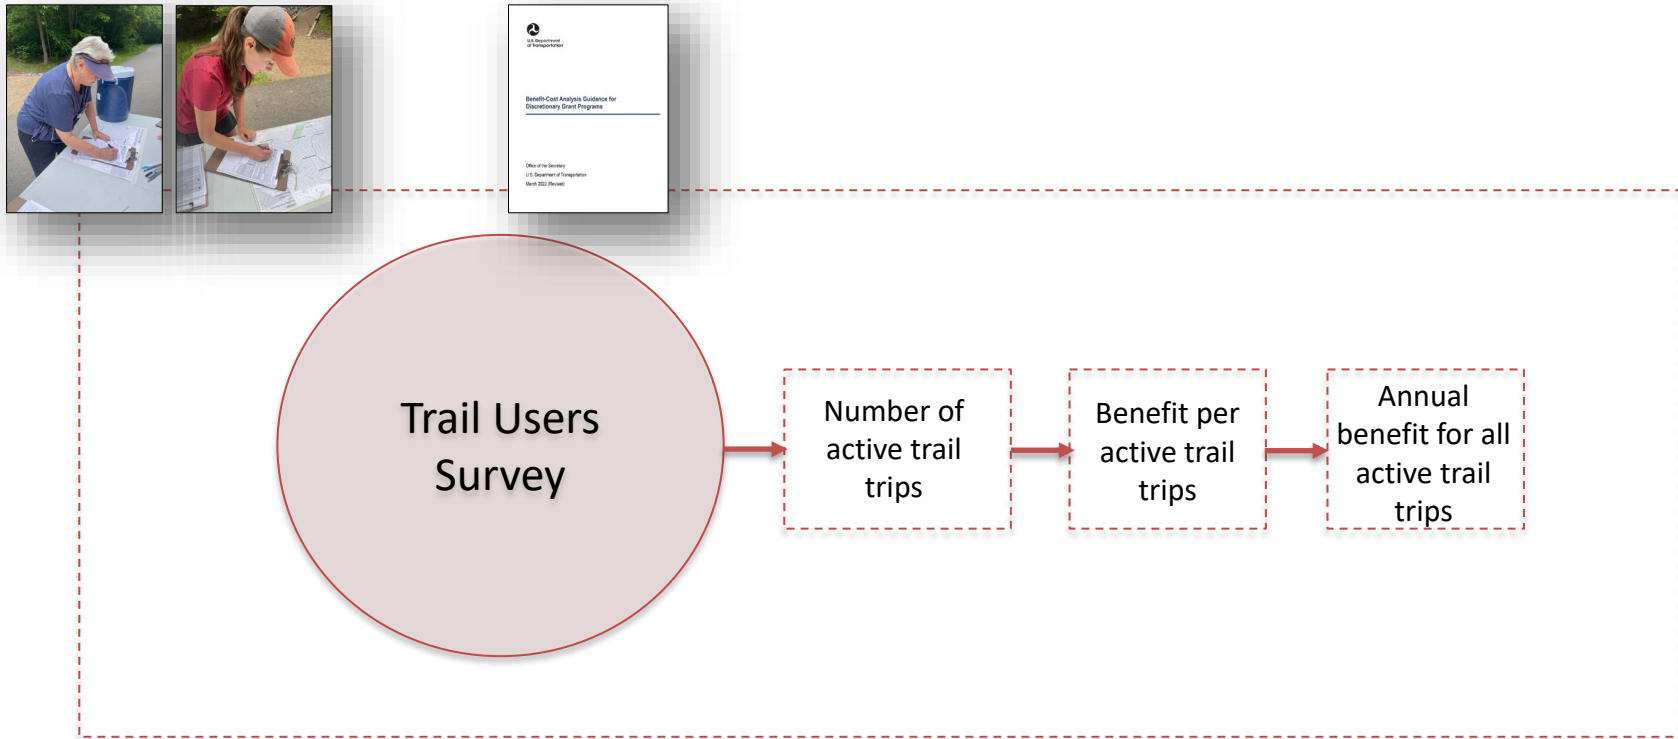 U.S. Department
of Transportation
Benefit-Cost Analysis Guidance for
Discretionary Grant Programs
Office of the Secretary
U.S. Department of Transportation
March 2022 (Revised)
Trail Users
Survey
Number of
active trail
trips
Benefit per
active trail
trips
Annual
benefit for all
active trail
trips